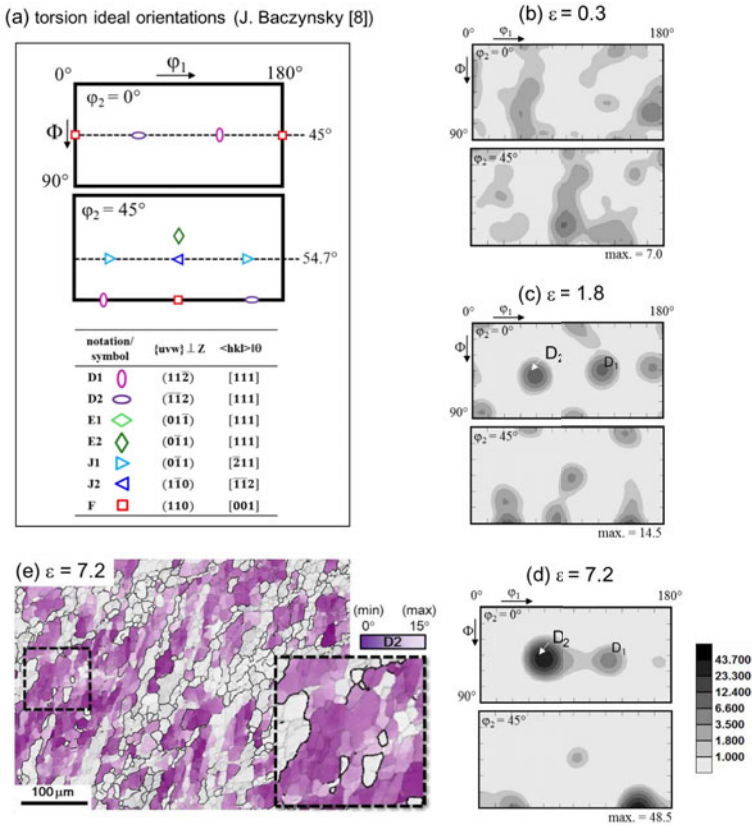 (a) torsion ideal orientations (J. Baczynsky [8])
0° φ₁ 180°
φ₂ = 0°
Φ
45°
90°
φ₂ = 45°
54.7°
notation/ symbol {uvw} ⊥ Z <hkl>∥θ
D1 (112̄) [111]
D2 (1̄1̄2) [111]
E1 (011̄) [111]
E2 (01̄1) [111]
J1 (01̄1) [2̄11]
J2 (11̄0) [1̄1̄2]
F (110) [001]
(b) ε = 0.3
0° φ₁ 180°
φ₂ = 0°
Φ
90°
φ₂ = 45°
max. = 7.0
(c) ε = 1.8
0° φ₁ 180°
φ₂ = 0°
Φ
D₂ D₁
90°
φ₂ = 45°
max. = 14.5
(d) ε = 7.2
0° φ₁ 180°
φ₂ = 0°
Φ
D₂ D₁
90°
φ₂ = 45°
max. = 48.5
43.700
23.300
12.400
6.600
3.500
1.800
1.000
(e) ε = 7.2
(min) (max)
0° 15°
D2
100 µm